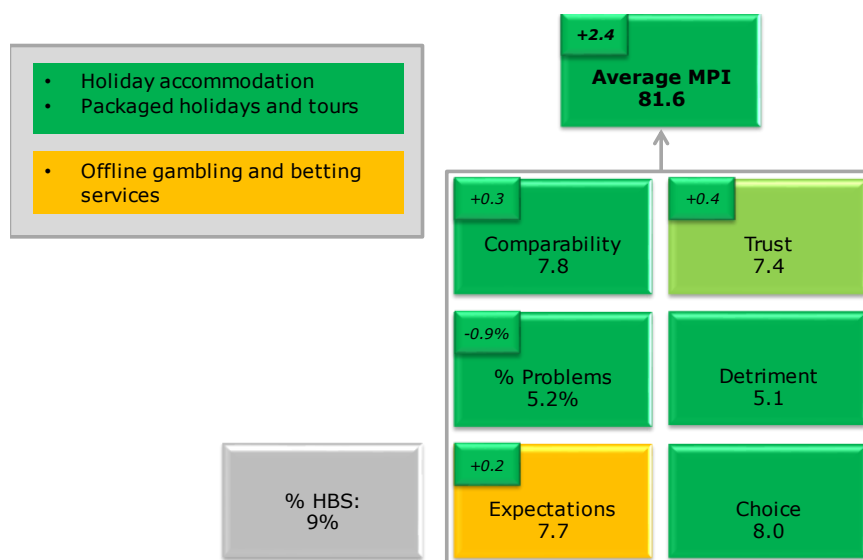 +2.4
Average MPI
81.6
• Holiday accommodation
• Packaged holidays and tours
• Offline gambling and betting
services
+0.3
Comparability
7.8
+0.4
Trust
7.4
-0.9%
% Problems
5.2%
Detriment
5.1
% HBS:
9%
+0.2
Expectations
7.7
Choice
8.0